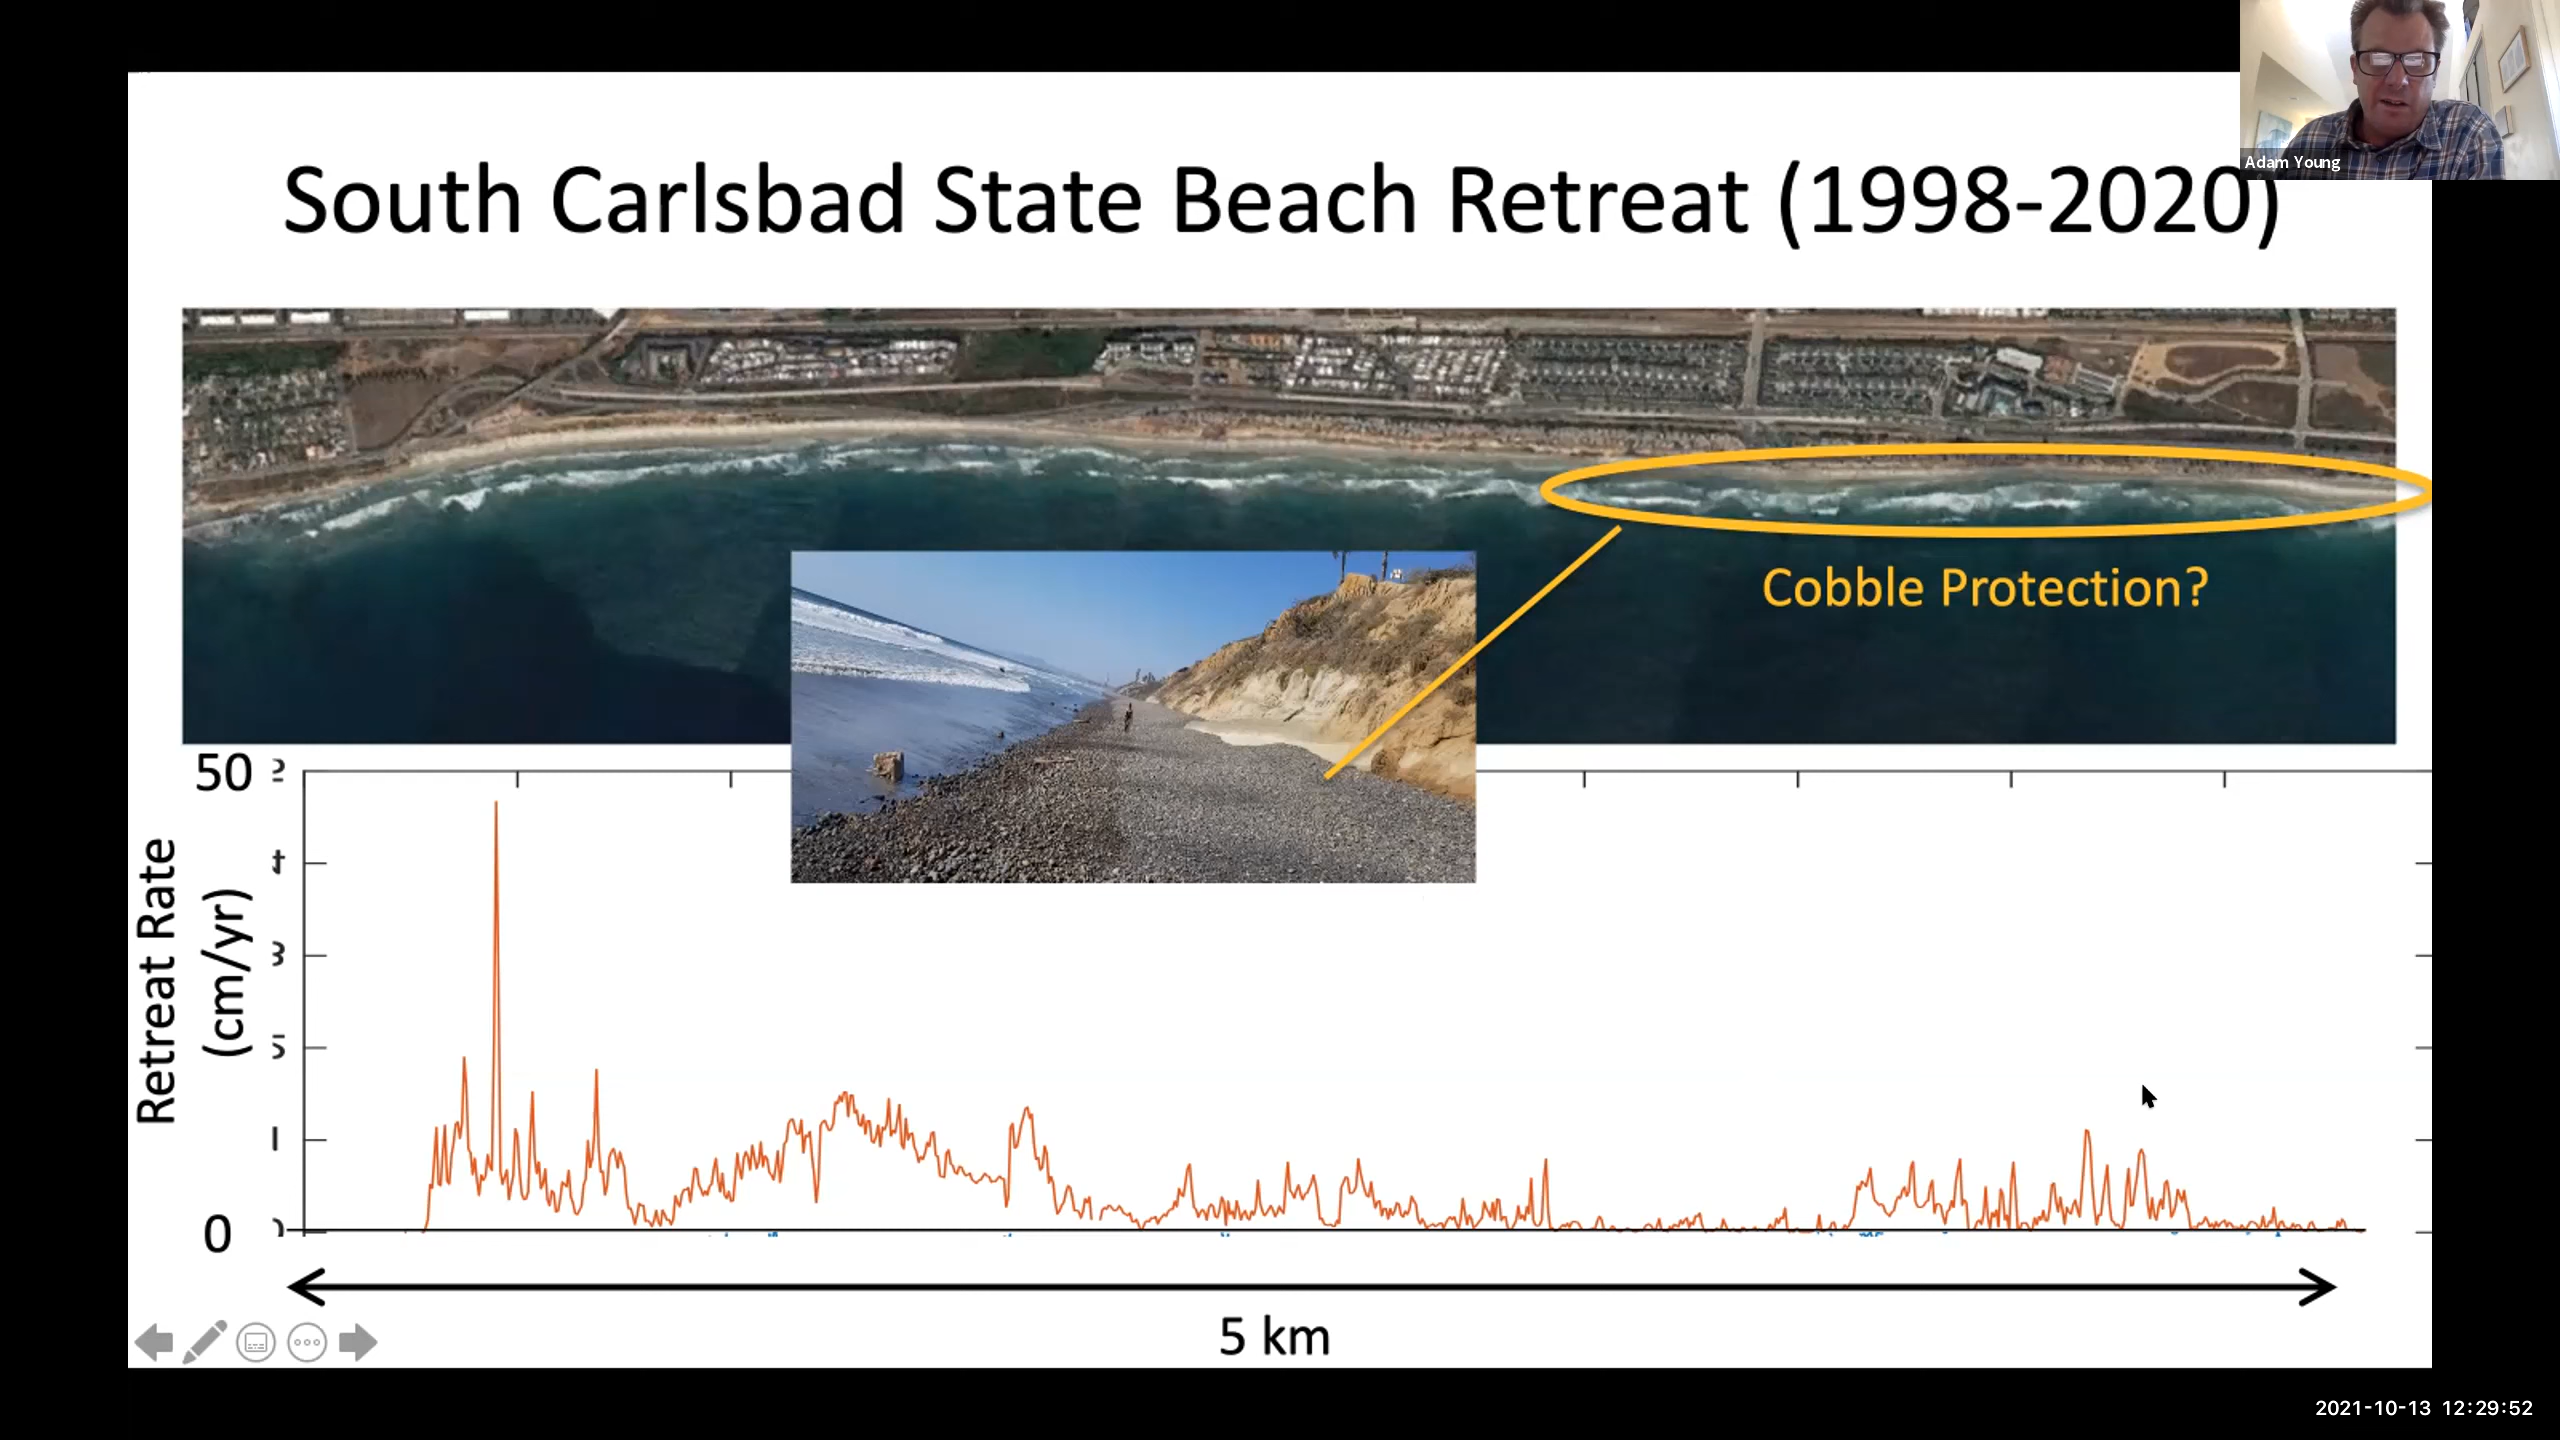 Adam Young
South Carlsbad State Beach Retreat (1998-2020)
Cobble Protection?
50
Retreat Rate
(cm/yr)
0
5 km
2021-10-13 12:29:52